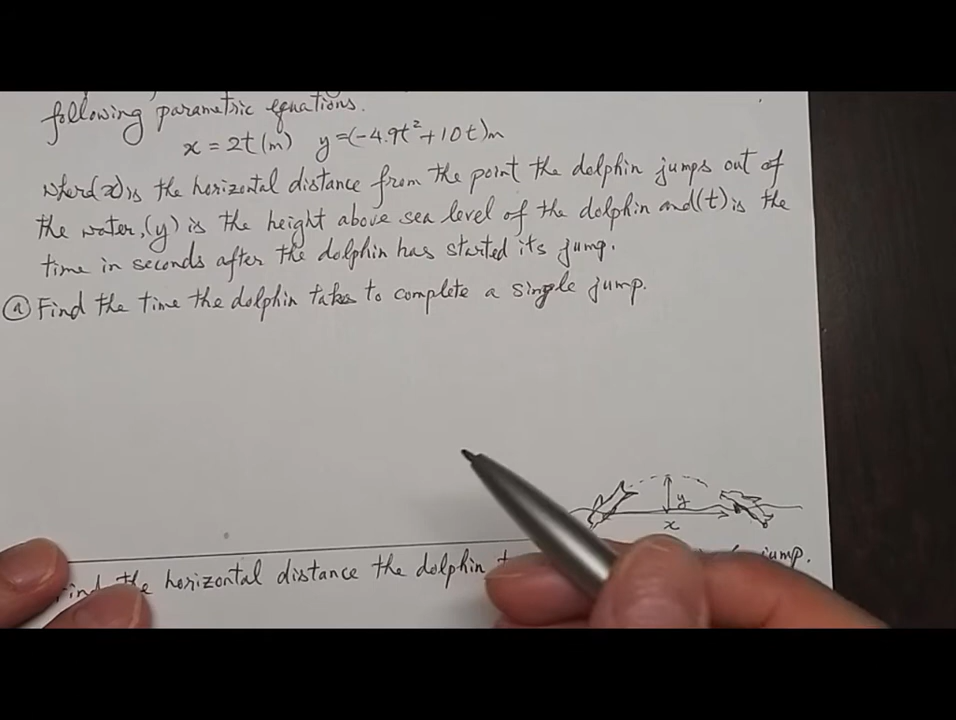 following parametric equations.
x = 2t (m) y = (-4.9t² + 10t)m
where (x) is the horizontal distance from the point the dolphin jumps out of
the water, (y) is the height above sea level of the dolphin and (t) is the
time in seconds after the dolphin has started its jump.
ⓐ Find the time the dolphin takes to complete a single jump.
y
x
Find the horizontal distance the dolphin jump.